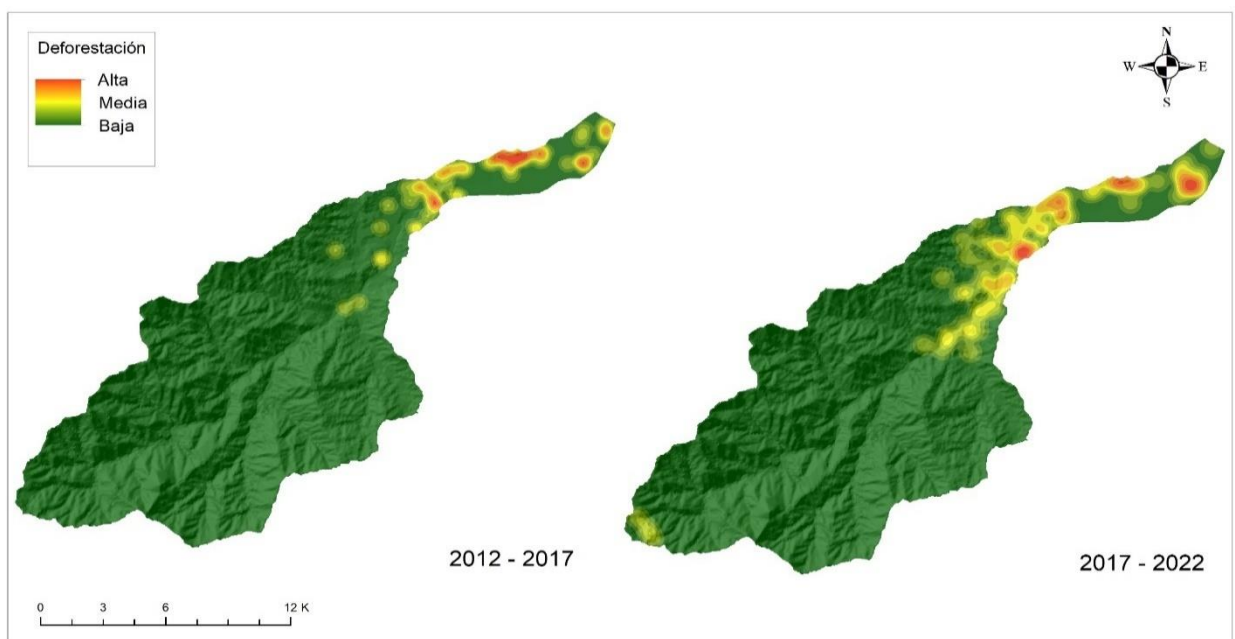 Deforestación
Alta
Media
Baja
N
W E
S
2012 - 2017
2017 - 2022
0 3 6 12 K